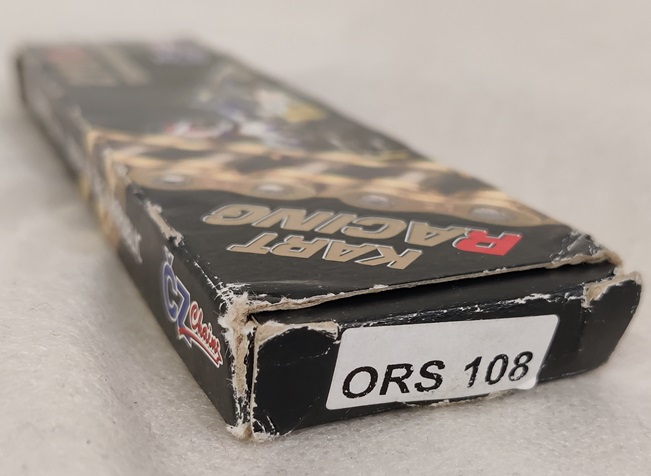 KART
RACING
CZ Chains
ORS 108